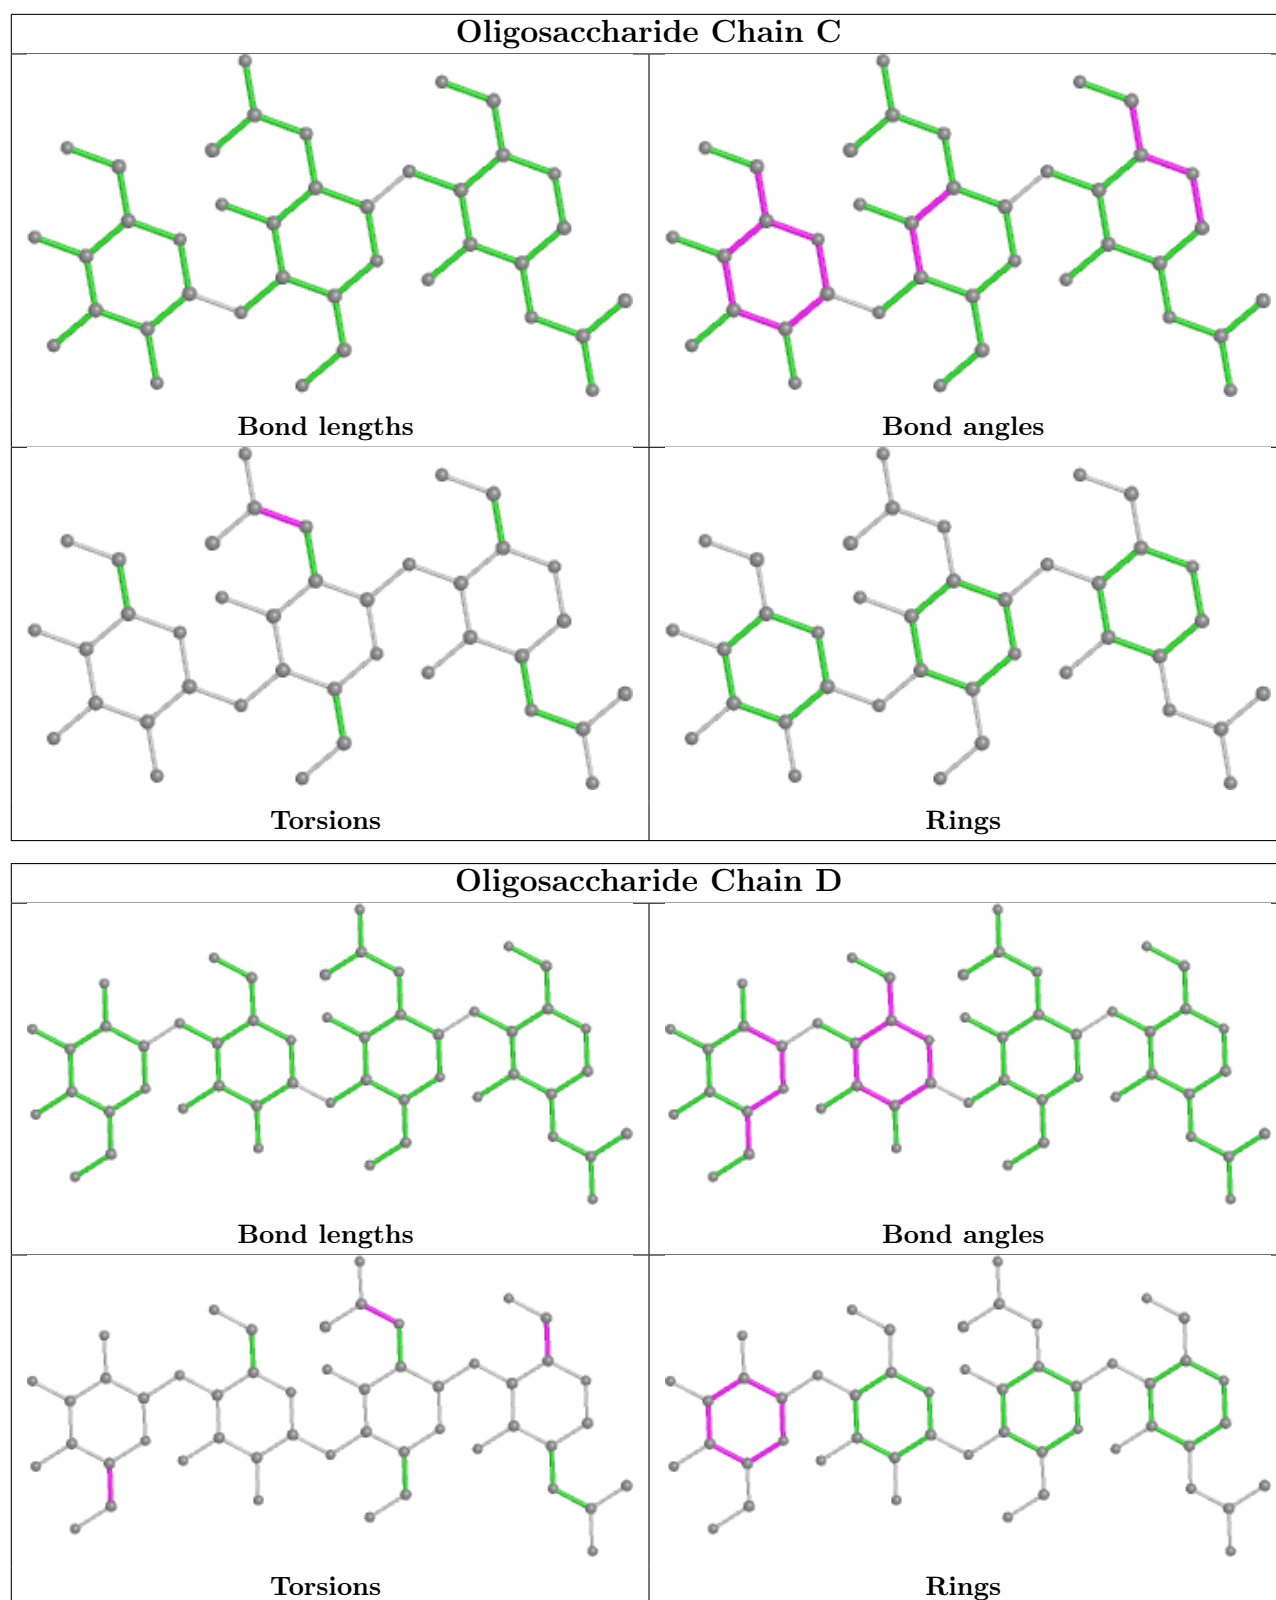 Oligosaccharide Chain C
Bond lengths Bond angles
Torsions Rings
Oligosaccharide Chain D
Bond lengths Bond angles
Torsions Rings